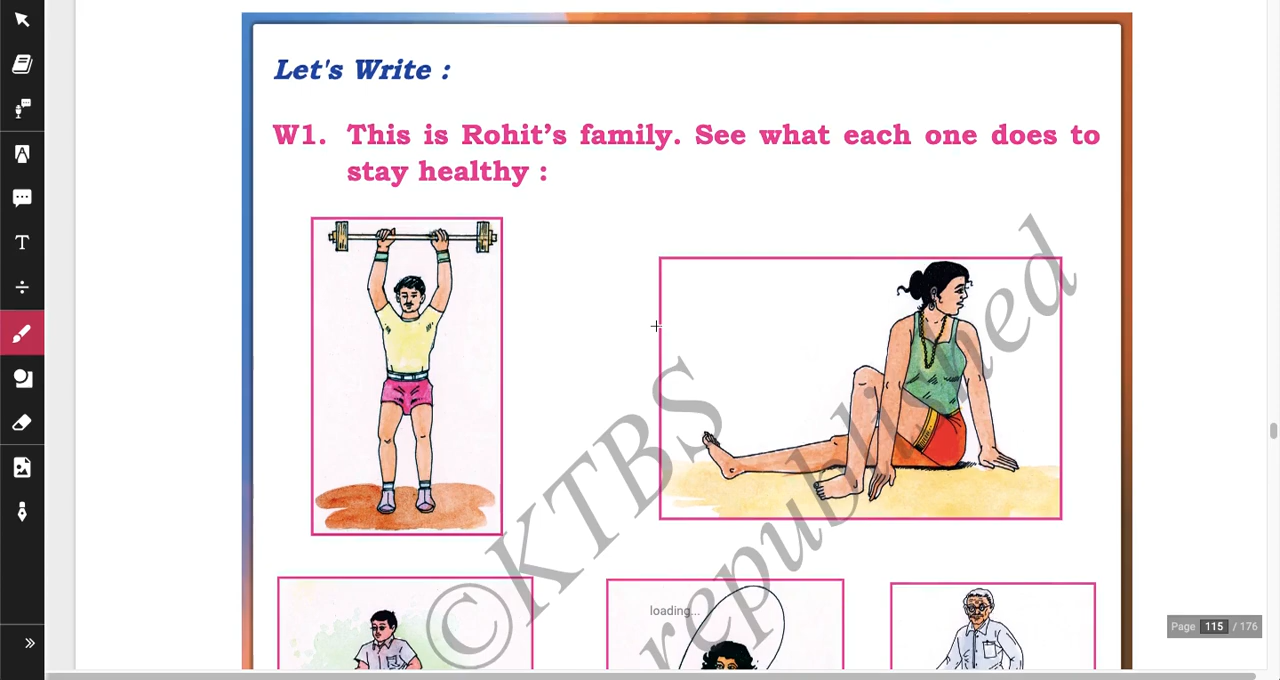 Let's Write :
W1. This is Rohit’s family. See what each one does to
stay healthy :
©KTBS
republished
loading...
Page 115 / 176
T